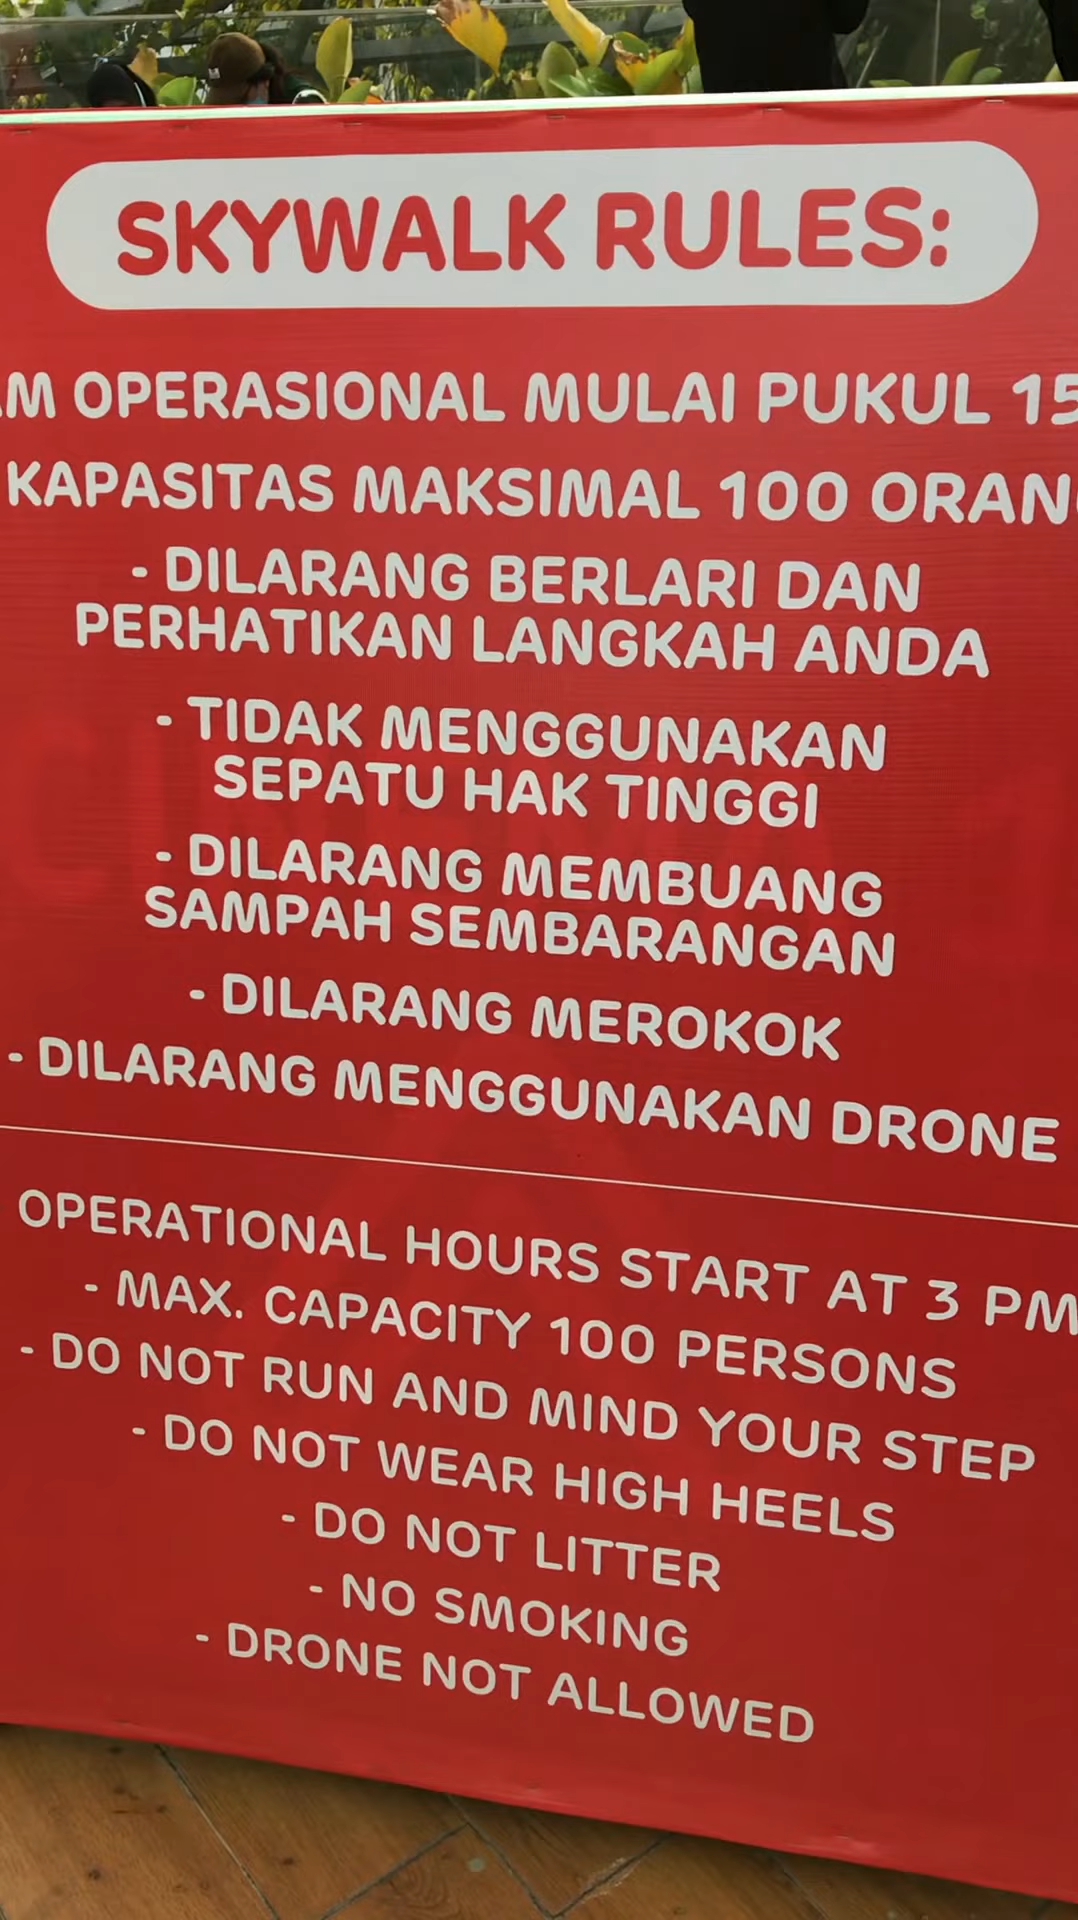 SKYWALK RULES:
OPERASIONAL MULAI PUKUL 15
KAPASITAS MAKSIMAL 100 ORANG
- DILARANG BERLARI DAN
PERHATIKAN LANGKAH ANDA
- TIDAK MENGGUNAKAN
SEPATU HAK TINGGI
- DILARANG MEMBUANG
SAMPAH SEMBARANGAN
- DILARANG MEROKOK
- DILARANG MENGGUNAKAN DRONE
OPERATIONAL HOURS START AT 3 PM
- MAX. CAPACITY 100 PERSONS
- DO NOT RUN AND MIND YOUR STEP
- DO NOT WEAR HIGH HEELS
- DO NOT LITTER
- NO SMOKING
- DRONE NOT ALLOWED